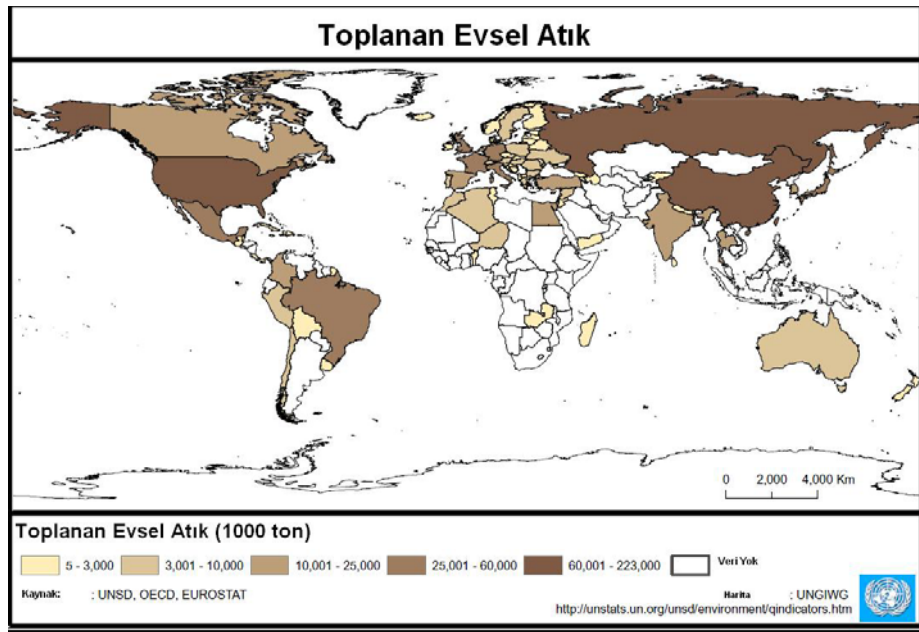 Toplanan Evsel Atık
0 2,000 4,000 Km
Toplanan Evsel Atık (1000 ton)
5 - 3,000 3,001 - 10,000 10,001 - 25,000 25,001 - 60,000 60,001 - 223,000 Veri Yok
Kaynak: : UNSD, OECD, EUROSTAT Harita : UNGIWG
http://unstats.un.org/unsd/environment/qindicators.htm